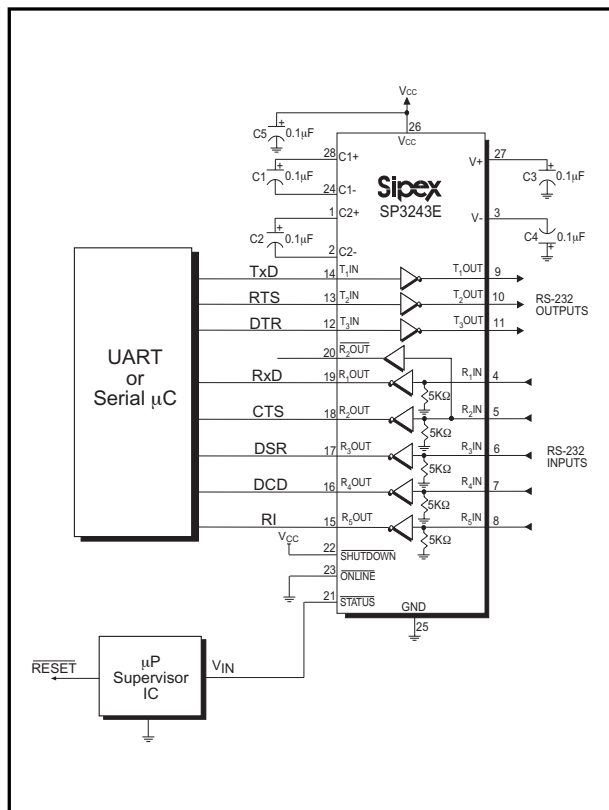 VCC
26
VCC
C5
+
0.1µF
28
C1+
V+
27
+
C1
0.1µF
C3
0.1µF
24
C1-
Sipex
SP3243E
1
C2+
V-
3
+
C2
0.1µF
C4
0.1µF
+
2
C2-
TxD
14
T1IN
T1OUT
9
RTS
13
T2IN
T2OUT
10
RS-232
OUTPUTS
DTR
12
T3IN
T3OUT
11
20
R2OUT
UART
or
Serial µC
RxD
19
R1OUT
R1IN
4
5KΩ
CTS
18
R2OUT
R2IN
5
5KΩ
DSR
17
R3OUT
R3IN
6
RS-232
INPUTS
5KΩ
DCD
16
R4OUT
R4IN
7
5KΩ
RI
15
R5OUT
R5IN
8
5KΩ
VCC
22
SHUTDOWN
23
ONLINE
21
STATUS
GND
25
RESET
µP
Supervisor
IC
VIN